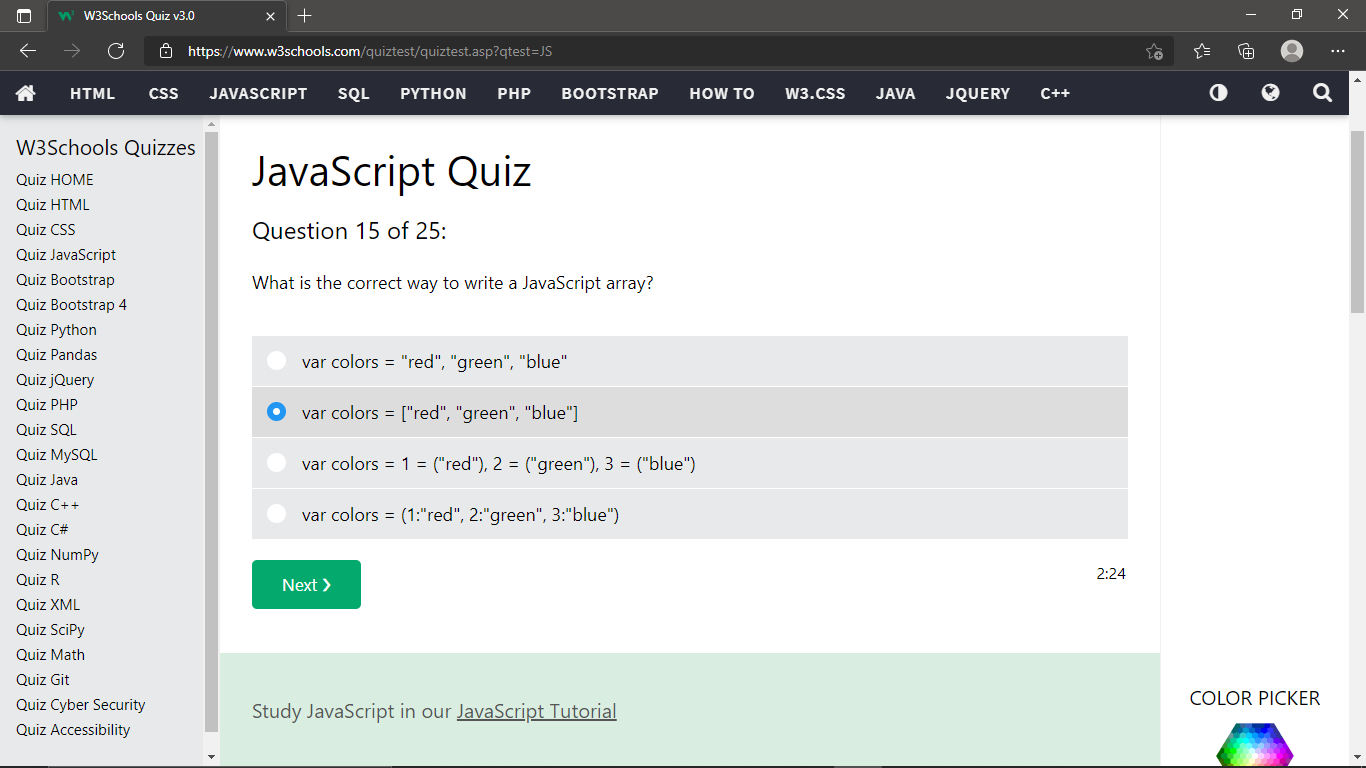 W3Schools Quiz v3.0
https://www.w3schools.com/quiztest/quiztest.asp?qtest=JS
HTML CSS JAVASCRIPT SQL PYTHON PHP BOOTSTRAP HOW TO W3.CSS JAVA JQUERY C++
W3Schools Quizzes
Quiz HOME
Quiz HTML
Quiz CSS
Quiz JavaScript
Quiz Bootstrap
Quiz Bootstrap 4
Quiz Python
Quiz Pandas
Quiz jQuery
Quiz PHP
Quiz SQL
Quiz MySQL
Quiz Java
Quiz C++
Quiz C#
Quiz NumPy
Quiz R
Quiz XML
Quiz SciPy
Quiz Math
Quiz Git
Quiz Cyber Security
Quiz Accessibility
JavaScript Quiz
Question 15 of 25:
What is the correct way to write a JavaScript array?
var colors = "red", "green", "blue"
var colors = ["red", "green", "blue"]
var colors = 1 = ("red"), 2 = ("green"), 3 = ("blue")
var colors = (1:"red", 2:"green", 3:"blue")
Next ❯
2:24
Study JavaScript in our JavaScript Tutorial
COLOR PICKER